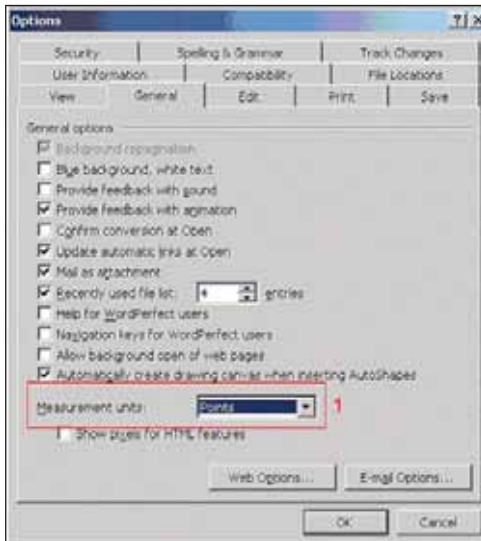 Options
Security Spelling & Grammar Track Changes
User Information Compatibility File Locations
View General Edit Print Save
General options
Background repagination
Blue background, white text
Provide feedback with sound
Provide feedback with animation
Confirm conversion at Open
Update automatic links at Open
Mail as attachment
Recently used file list: 4 entries
Help for WordPerfect users
Navigation keys for WordPerfect users
Allow background open of web pages
Automatically create drawing canvas when inserting AutoShapes
Measurement units: Points 1
Show pixels for HTML features
Web Options... E-mail Options...
OK Cancel